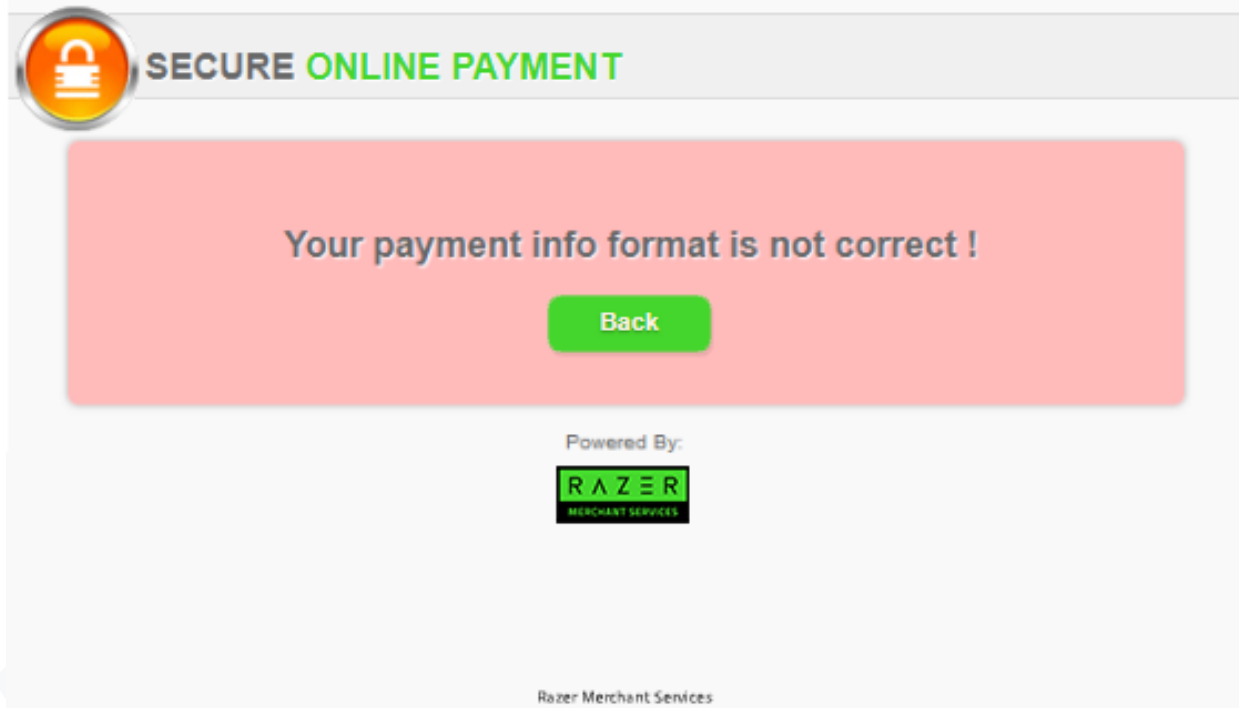 SECURE ONLINE PAYMENT
Your payment info format is not correct !
Back
Powered By:
RAZER
MERCHANT SERVICES
Razer Merchant Services